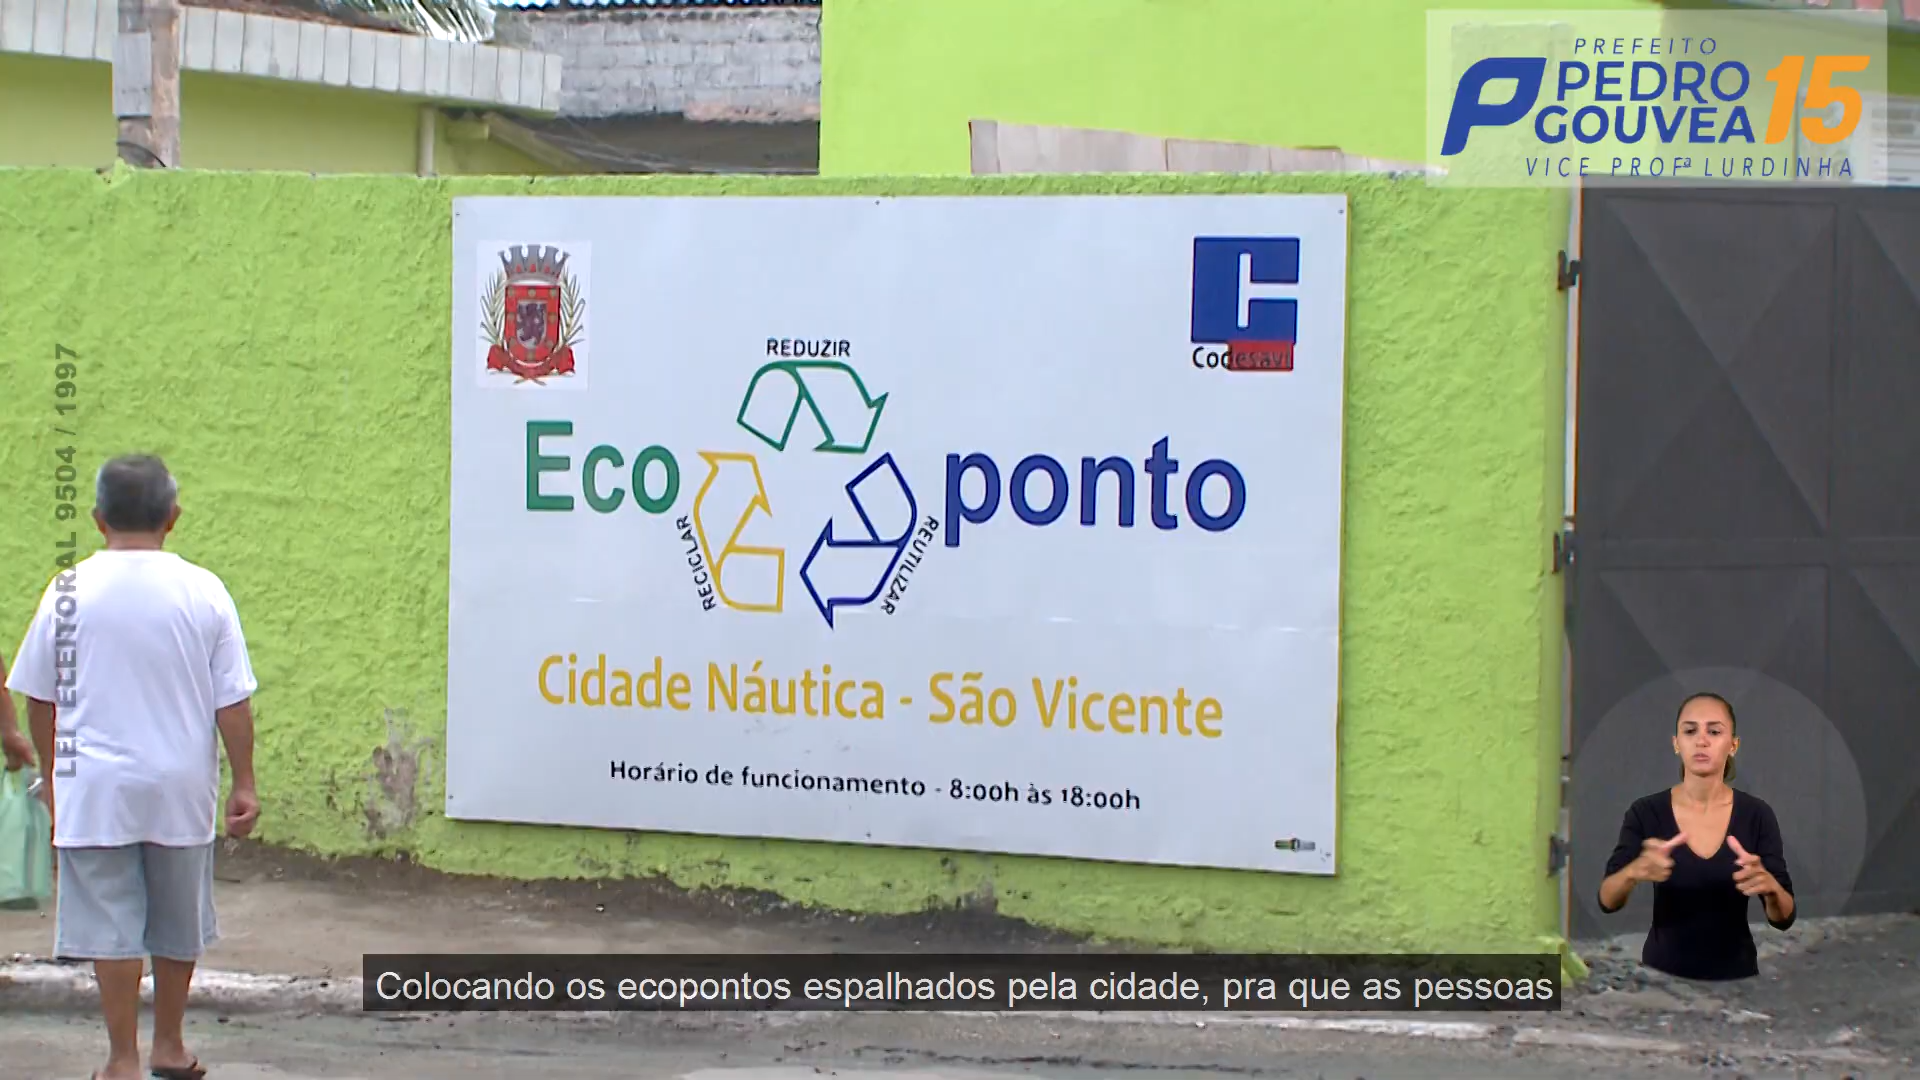 PREFEITO
PEDRO
GOUVÊA
15
VICE PROFª LURDINHA
LEI ELEITORAL 9504 / 1997
Codesavi
REDUZIR
Eco ponto
RECICLAR
REUTILIZAR
Cidade Náutica - São Vicente
Horário de funcionamento - 8:00h às 18:00h
Colocando os ecopontos espalhados pela cidade, pra que as pessoas